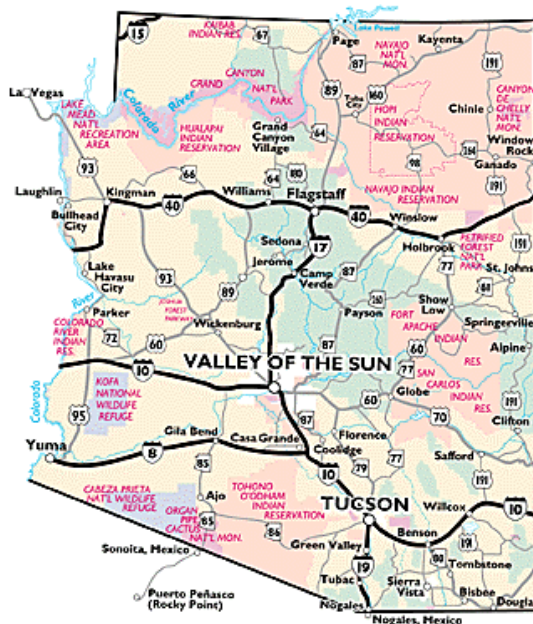 15
KAIBAB
INDIAN RES.
67
Lake Powell
Page
Kayenta
87
NAVAJO
NAT'L
MON.
191
Las Vegas
Colorado
River
GRAND
CANYON
NAT'L
PARK
89
160
Tuba
City
HOPI
INDIAN
RESERVATION
Chinle
CANYON
DE
CHELLY
NAT'L
MON.
LAKE
MEAD NAT'L
RECREATION
AREA
HUALAPAI
INDIAN
RESERVATION
Grand
Canyon
Village
64
264
Window
Rock
Ganado
93
66
64
180
98
NAVAJO INDIAN
RESERVATION
191
Laughlin
Kingman
Williams
Flagstaff
Bullhead
City
40
40
Winslow
Holbrook
Sedona
17
PETRIFIED
FOREST
NAT'L
PARK
191
Lake
Havasu
City
93
Jerome
Camp
Verde
87
77
St. Johns
89
River
Parker
JOSHUA
FOREST
PARKWAY
260
Payson
Show
Low
COLORADO
RIVER
INDIAN
RES.
72
60
Wickenburg
87
FORT
APACHE
INDIAN
RES.
60
Springerville
Alpine
VALLEY OF THE SUN
10
77
SAN
CARLOS
INDIAN
RES.
Colorado
KOFA
NATIONAL
WILDLIFE
REFUGE
60
Globe
70
191
95
87
Clifton
Yuma
8
Gila Bend
Casa Grande
Florence
Coolidge
79
77
Safford
85
10
191
CABEZA PRIETA
NAT'L WILDLIFE
REFUGE
Ajo
TOHONO
O'ODHAM
INDIAN
RESERVATION
TUCSON
Willcox
10
ORGAN
PIPE
CACTUS
NAT'L MON.
85
86
Benson
191
Sonoita, Mexico
Green Valley
19
Tombstone
Tubac
Sierra
Vista
Bisbee
Puerto Peñasco
(Rocky Point)
Nogales
Dougla
Nogales, Mexico